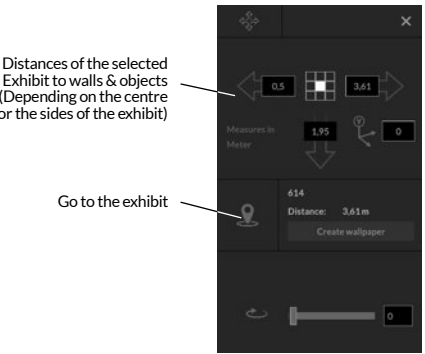 ×
Distances of the selected
Exhibit to walls & objects
(Depending on the centre
or the sides of the exhibit)
0,5
3,61
Measures in
Meter
1,95
Y
0
614
Go to the exhibit
Distance: 3,61m
Create wallpaper
0